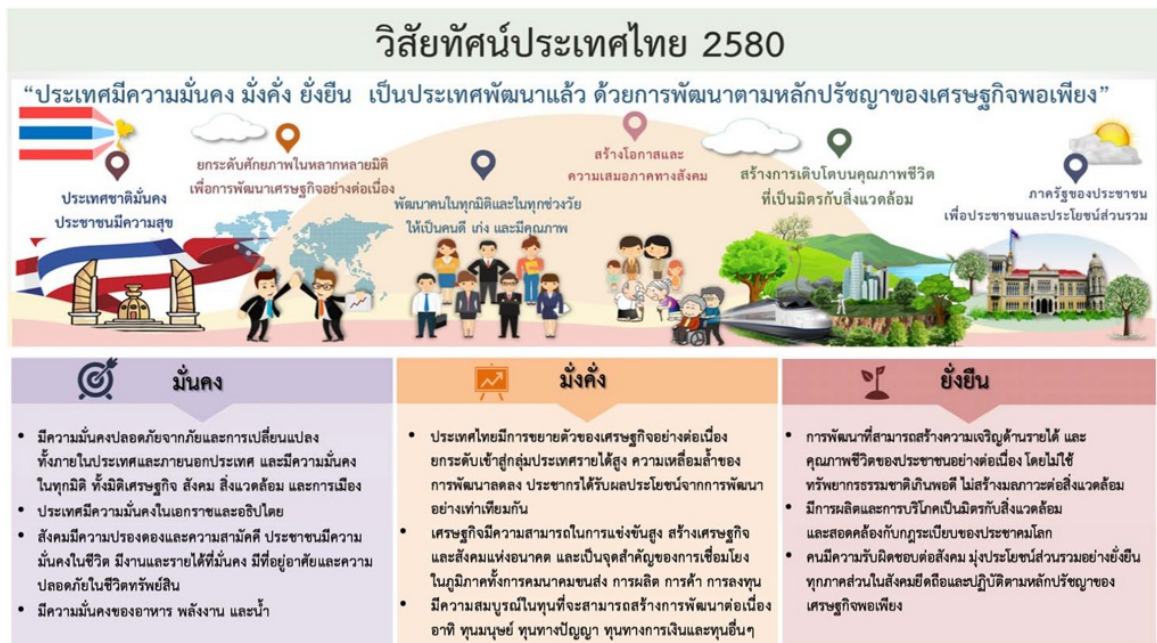 วิสัยทัศน์ประเทศไทย 2580
“ประเทศมีความมั่นคง มั่งคั่ง ยั่งยืน เป็นประเทศพัฒนาแล้ว ด้วยการพัฒนาตามหลักปรัชญาของเศรษฐกิจพอเพียง”
ประเทศชาติมั่นคง
ประชาชนมีความสุข
ยกระดับศักยภาพในหลากหลายมิติ
เพื่อการพัฒนาเศรษฐกิจอย่างต่อเนื่อง
พัฒนาคนในทุกมิติและในทุกช่วงวัย
ให้เป็นคนดี เก่ง และมีคุณภาพ
สร้างโอกาสและ
ความเสมอภาคทางสังคม
สร้างการเติบโตบนคุณภาพชีวิต
ที่เป็นมิตรกับสิ่งแวดล้อม
ภาครัฐของประชาชน
เพื่อประชาชนและประโยชน์ส่วนรวม
มั่นคง
• มีความมั่นคงปลอดภัยจากภัยและการเปลี่ยนแปลง
ทั้งภายในประเทศและภายนอกประเทศ และมีความมั่นคง
ในทุกมิติ ทั้งมิติเศรษฐกิจ สังคม สิ่งแวดล้อม และการเมือง
• ประเทศมีความมั่นคงในเอกราชและอธิปไตย
• สังคมมีความปรองดองและความสามัคคี ประชาชนมีความ
มั่นคงในชีวิต มีงานและรายได้ที่มั่นคง มีที่อยู่อาศัยและความ
ปลอดภัยในชีวิตทรัพย์สิน
• มีความมั่นคงของอาหาร พลังงาน และน้ำ
มั่งคั่ง
• ประเทศไทยมีการขยายตัวของเศรษฐกิจอย่างต่อเนื่อง
ยกระดับเข้าสู่กลุ่มประเทศรายได้สูง ความเหลื่อมล้ำของ
การพัฒนาลดลง ประชากรได้รับผลประโยชน์จากการพัฒนา
อย่างเท่าเทียมกัน
• เศรษฐกิจมีความสามารถในการแข่งขันสูง สร้างเศรษฐกิจ
และสังคมแห่งอนาคต และเป็นจุดสำคัญของการเชื่อมโยง
ในภูมิภาคทั้งการคมนาคมขนส่ง การผลิต การค้า การลงทุน
• มีความสมบูรณ์ในทุนที่จะสามารถสร้างการพัฒนาต่อเนื่อง
อาทิ ทุนมนุษย์ ทุนทางปัญญา ทุนทางการเงินและทุนอื่นๆ
ยั่งยืน
• การพัฒนาที่สามารถสร้างความเจริญด้านรายได้ และ
คุณภาพชีวิตของประชาชนอย่างต่อเนื่อง โดยไม่ใช้
ทรัพยากรธรรมชาติเกินพอดี ไม่สร้างมลภาวะต่อสิ่งแวดล้อม
• มีการผลิตและการบริโภคเป็นมิตรกับสิ่งแวดล้อม
และสอดคล้องกับกฎระเบียบของประชาคมโลก
• คนมีความรับผิดชอบต่อสังคม มุ่งประโยชน์ส่วนรวมอย่างยั่งยืน
ทุกภาคส่วนในสังคมยึดถือและปฏิบัติตามหลักปรัชญาของ
เศรษฐกิจพอเพียง